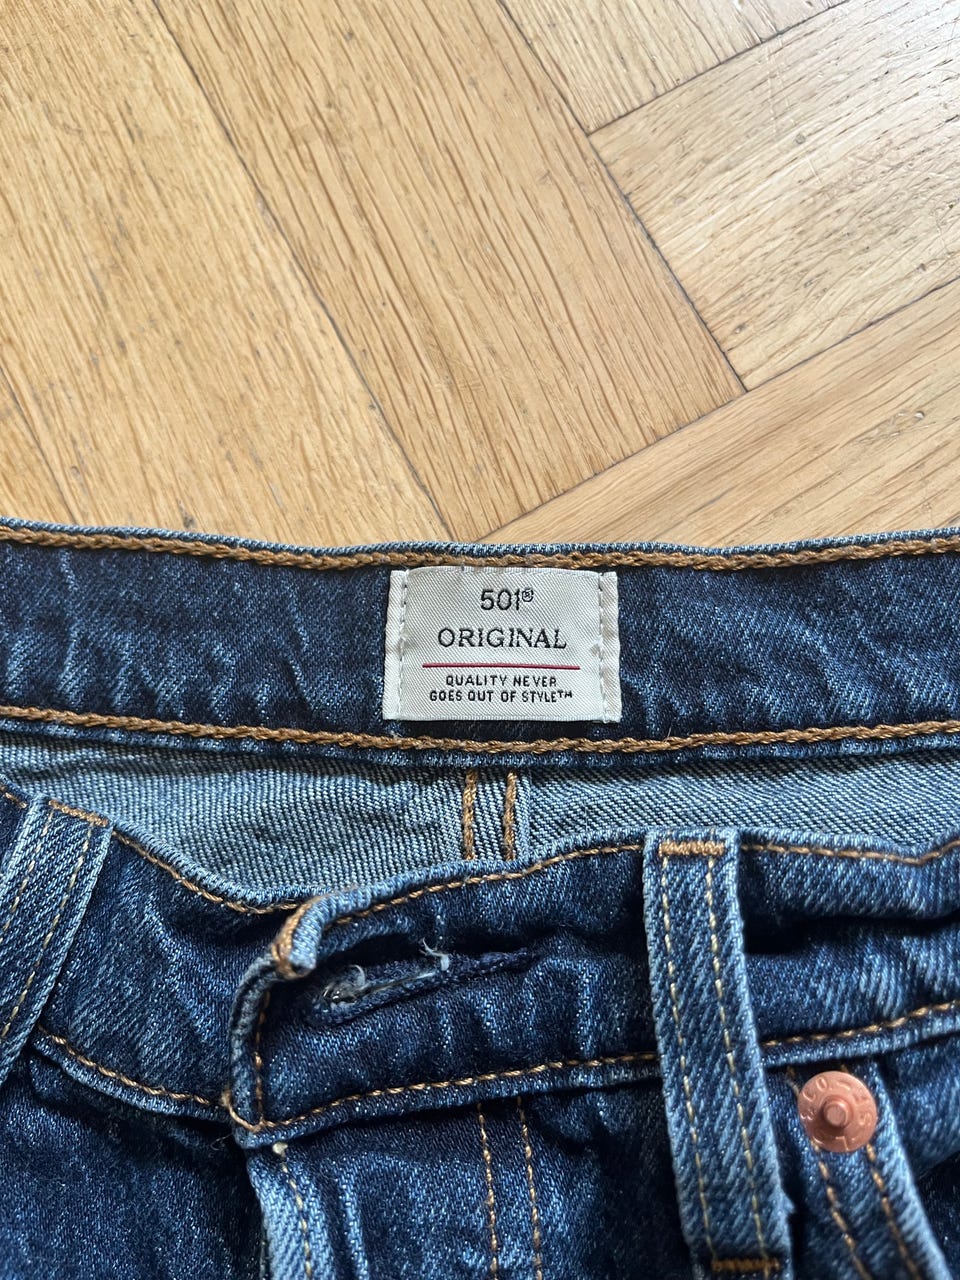 501®
ORIGINAL
QUALITY NEVER
GOES OUT OF STYLE™